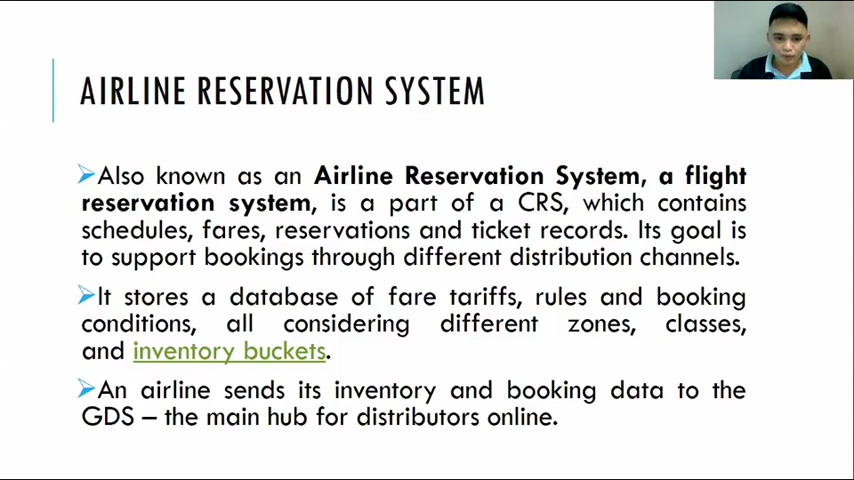 AIRLINE RESERVATION SYSTEM
➢Also known as an Airline Reservation System, a flight
reservation system, is a part of a CRS, which contains
schedules, fares, reservations and ticket records. Its goal is
to support bookings through different distribution channels.
➢It stores a database of fare tariffs, rules and booking
conditions, all considering different zones, classes,
and inventory buckets.
➢An airline sends its inventory and booking data to the
GDS – the main hub for distributors online.